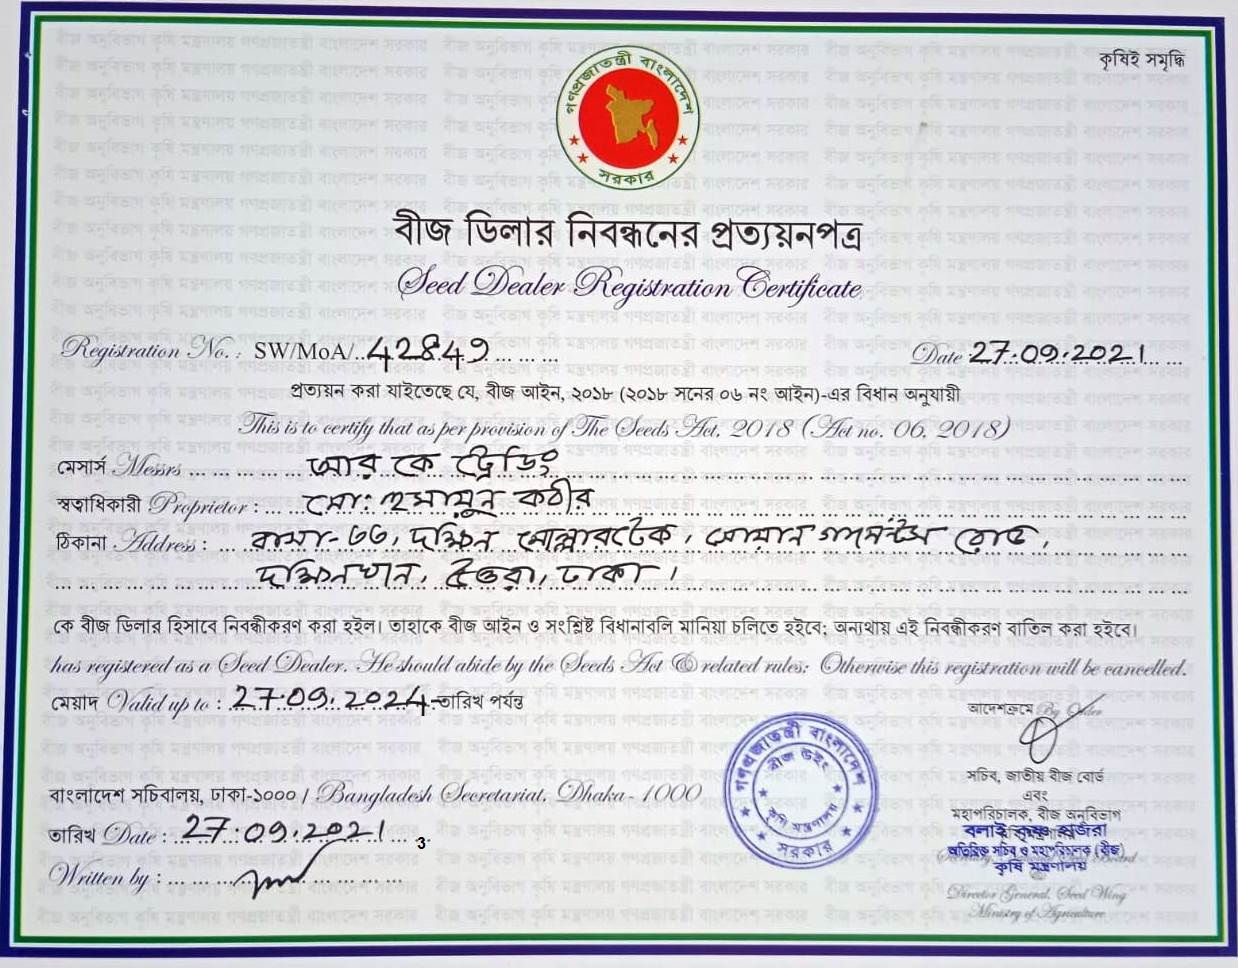 কৃষিই সমৃদ্ধি
গণপ্রজাতন্ত্রী বাংলাদেশ
সরকার
বীজ ডিলার নিবন্ধনের প্রত্যয়নপত্র
Seed Dealer Registration Certificate
Registration No. : SW/MoA/..42849... ... ...
Date 27.09.2021
প্রত্যয়ন করা যাইতেছে যে, বীজ আইন, ২০১৮ (২০১৮ সনের ০৬ নং আইন)-এর বিধান অনুযায়ী
This is to certify that as per provision of The Seeds Act, 2018 (Act no. 06, 2018)
মেসার্স Messrs ... আর কে ট্রেডিং
স্বত্বাধিকারী Proprietor : ... মো: হুমায়ুন কবীর
ঠিকানা Address : বাসা-৩৩, দক্ষিন মোল্লারটেক, সোয়ান গার্মেন্টস রোড,
দক্ষিনখান, উত্তরা, ঢাকা
কে বীজ ডিলার হিসাবে নিবন্ধীকরণ করা হইল। তাহাকে বীজ আইন ও সংশ্লিষ্ট বিধানাবলি মানিয়া চলিতে হইবে; অন্যথায় এই নিবন্ধীকরণ বাতিল করা হইবে।
has registered as a Seed Dealer. He should abide by the Seeds Act & related rules; Otherwise this registration will be cancelled.
মেয়াদ Valid up to : 27.09.2024-তারিখ পর্যন্ত
আদেশক্রমে By Order
সচিব, জাতীয় বীজ বোর্ড
এবং
মহাপরিচালক, বীজ অনুবিভাগ
বলাই কৃষ্ণ হাজরা
অতিরিক্ত সচিব ও মহাপরিচালক (বীজ)
কৃষি মন্ত্রণালয়
Director General, Seed Wing
Ministry of Agriculture
গণপ্রজাতন্ত্রী বাংলাদেশ
বীজ উইং
কৃষি মন্ত্রণালয়
সরকার
বাংলাদেশ সচিবালয়, ঢাকা-১০০০ / Bangladesh Secretariat, Dhaka - 1000
তারিখ Date : 27.09.2021
3
Written by :